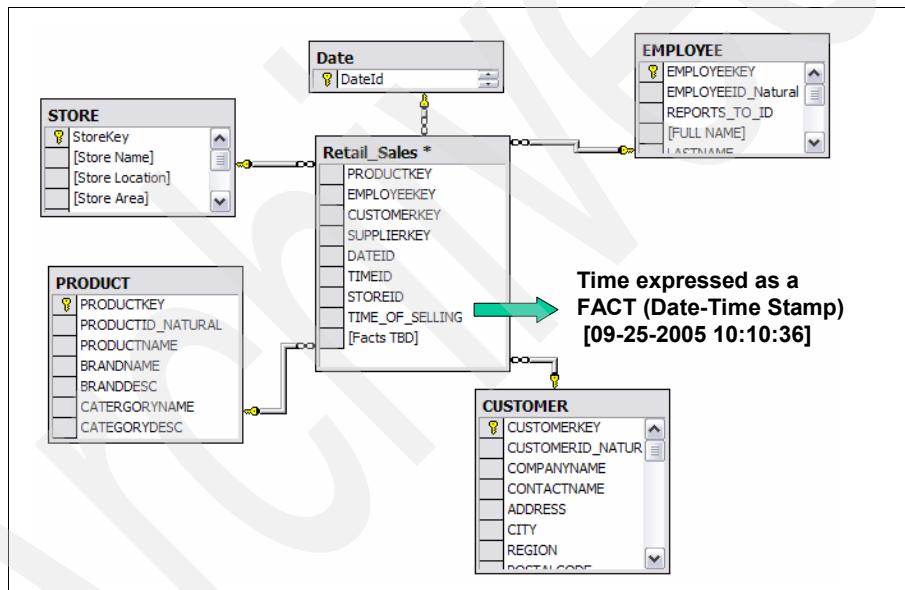 Date
DateId
EMPLOYEE
EMPLOYEEKEY
EMPLOYEEID_Natural
REPORTS_TO_ID
[FULL NAME]
LASTNAME
STORE
StoreKey
[Store Name]
[Store Location]
[Store Area]
Retail_Sales *
PRODUCTKEY
EMPLOYEEKEY
CUSTOMERKEY
SUPPLIERKEY
DATEID
TIMEID
STOREID
TIME_OF_SELLING
[Facts TBD]
PRODUCT
PRODUCTKEY
PRODUCTID_NATURAL
PRODUCTNAME
BRANDNAME
BRANDDESC
CATERGORYNAME
CATEGORYDESC
Time expressed as a
FACT (Date-Time Stamp)
[09-25-2005 10:10:36]
CUSTOMER
CUSTOMERKEY
CUSTOMERID_NATUR
COMPANYNAME
CONTACTNAME
ADDRESS
CITY
REGION
POSTALCODE